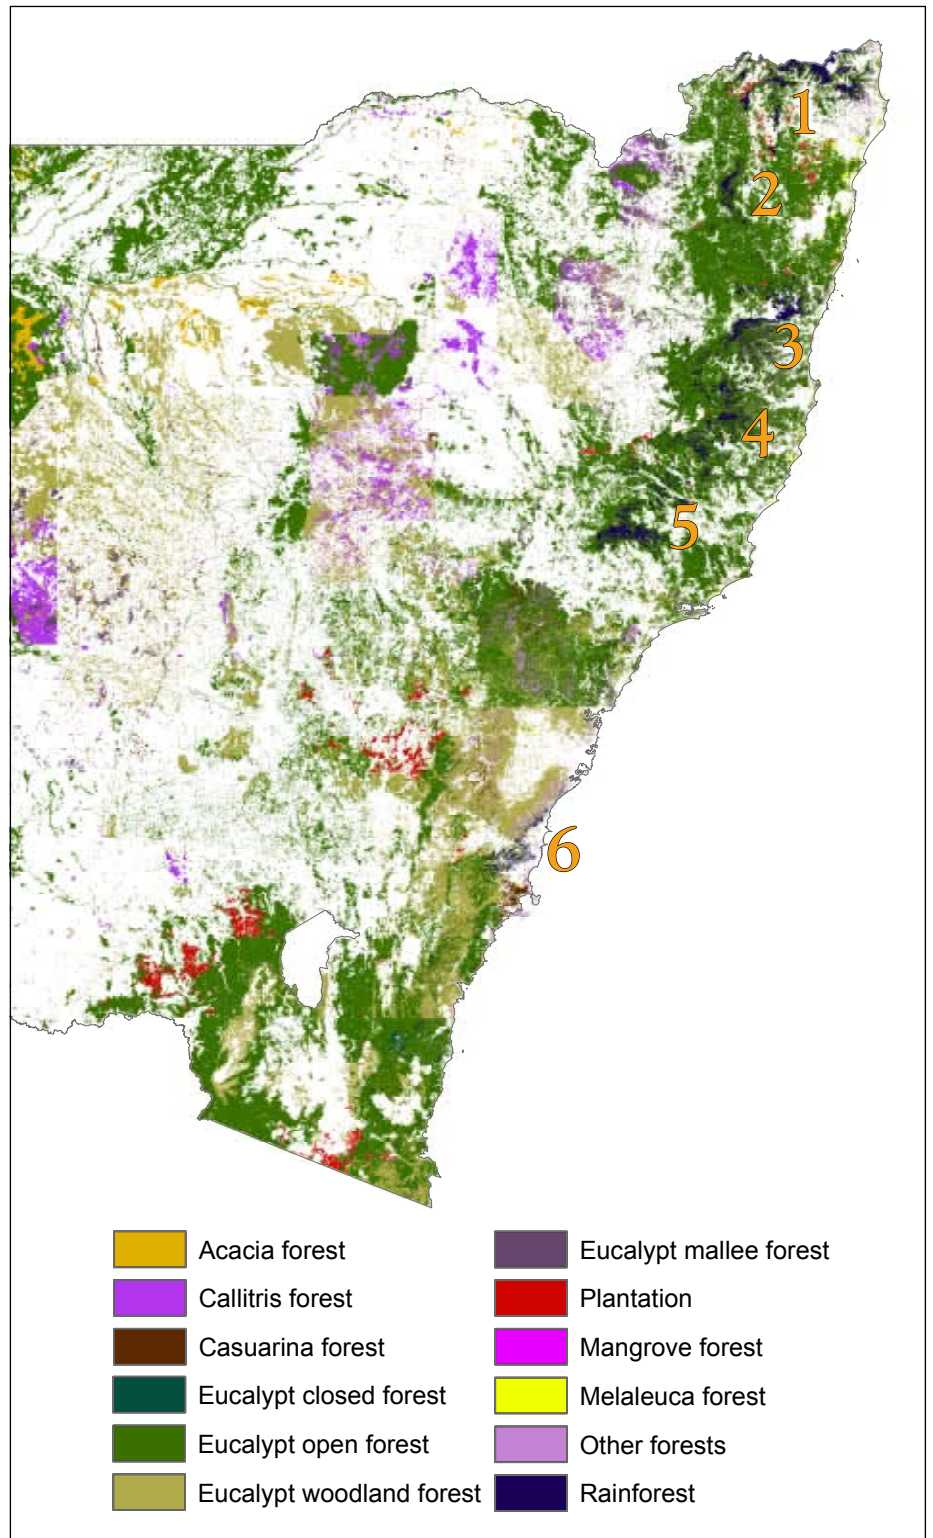 1
2
3
4
5
6
Acacia forest
Callitris forest
Casuarina forest
Eucalypt closed forest
Eucalypt open forest
Eucalypt woodland forest
Eucalypt mallee forest
Plantation
Mangrove forest
Melaleuca forest
Other forests
Rainforest